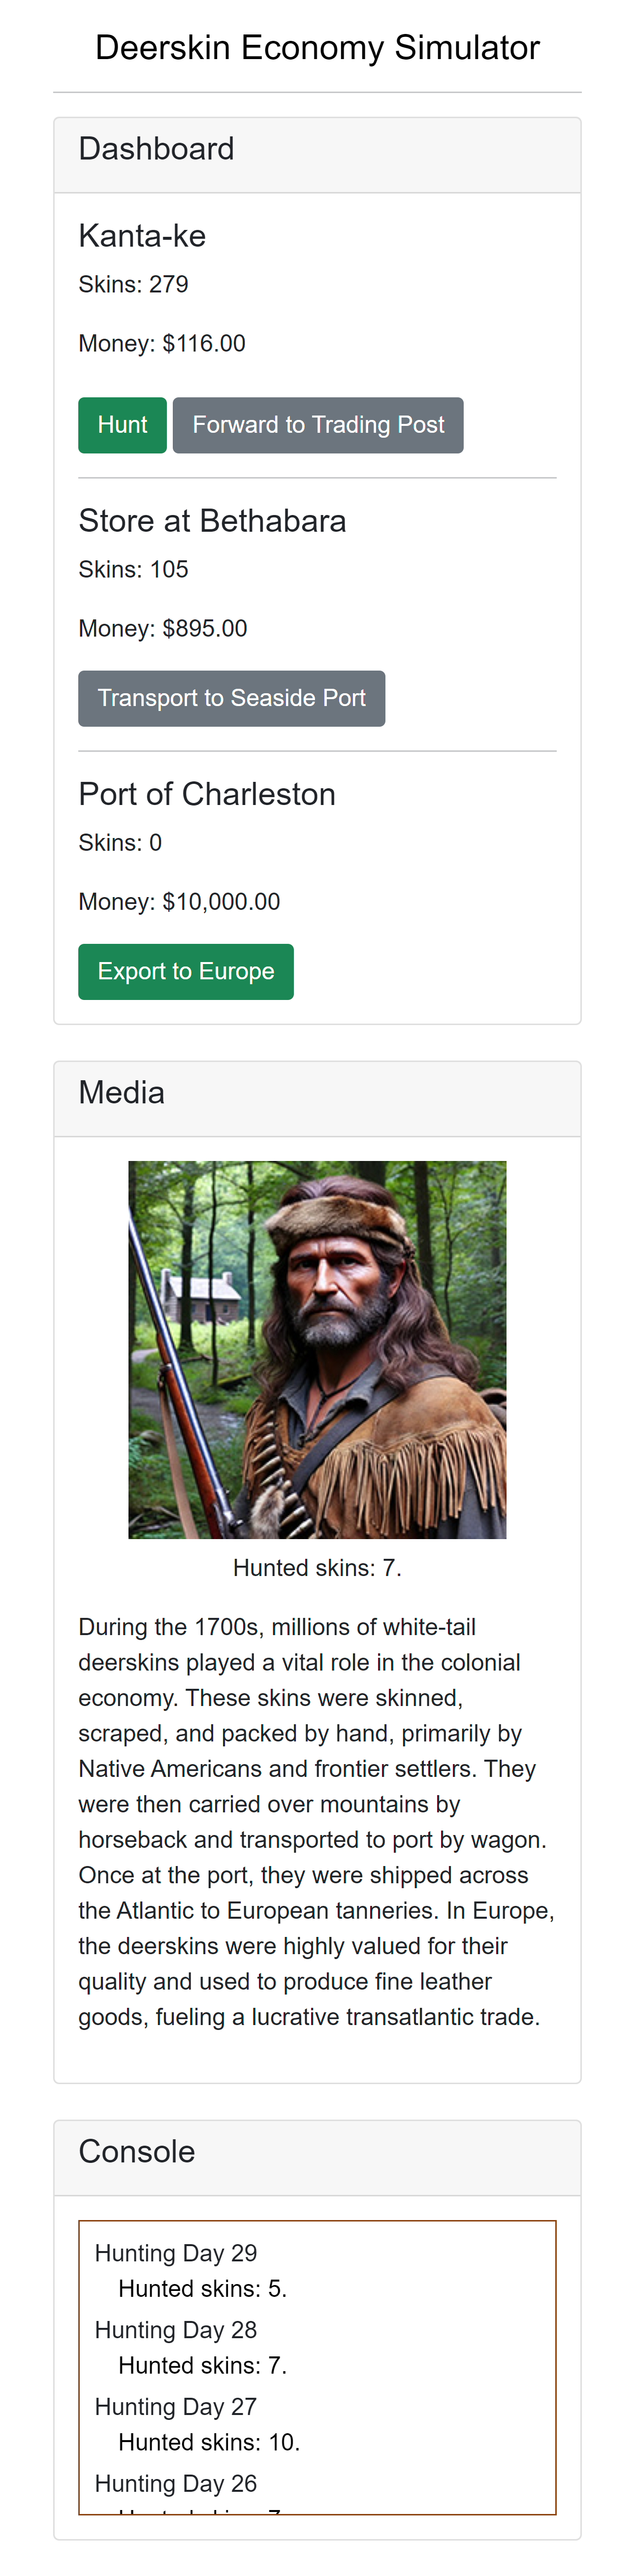 Deerskin Economy Simulator
Dashboard
Kanta-ke
Skins: 279
Money: $116.00
Hunt
Forward to Trading Post
Store at Bethabara
Skins: 105
Money: $895.00
Transport to Seaside Port
Port of Charleston
Skins: 0
Money: $10,000.00
Export to Europe
Media
Hunted skins: 7.
During the 1700s, millions of white-tail
deerskins played a vital role in the colonial
economy. These skins were skinned,
scraped, and packed by hand, primarily by
Native Americans and frontier settlers. They
were then carried over mountains by
horseback and transported to port by wagon.
Once at the port, they were shipped across
the Atlantic to European tanneries. In Europe,
the deerskins were highly valued for their
quality and used to produce fine leather
goods, fueling a lucrative transatlantic trade.
Console
Hunting Day 29
Hunted skins: 5.
Hunting Day 28
Hunted skins: 7.
Hunting Day 27
Hunted skins: 10.
Hunting Day 26